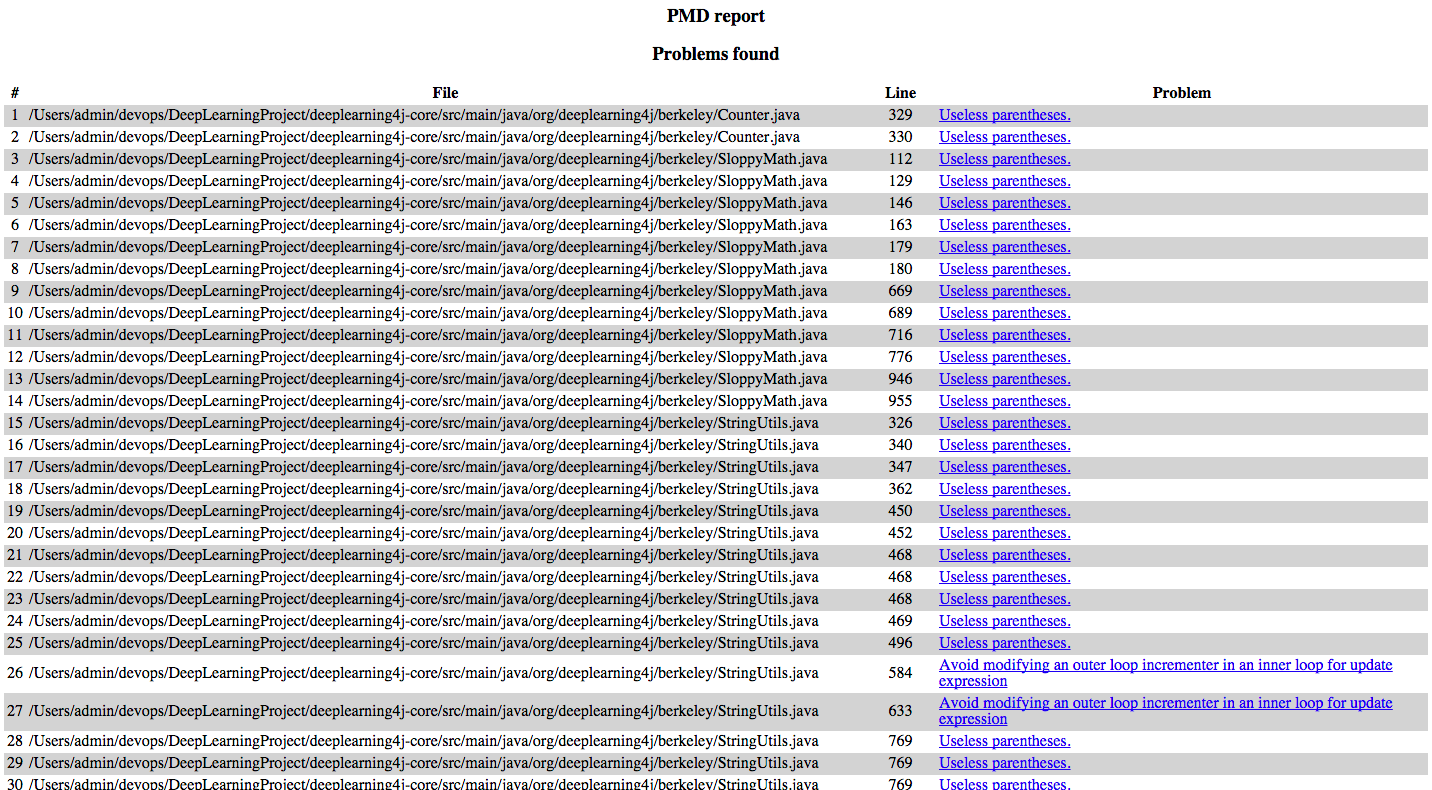 PMD report
Problems found
# File Line Problem
1 /Users/admin/devops/DeepLearningProject/deeplearning4j-core/src/main/java/org/deeplearning4j/berkeley/Counter.java 329 Useless parentheses.
2 /Users/admin/devops/DeepLearningProject/deeplearning4j-core/src/main/java/org/deeplearning4j/berkeley/Counter.java 330 Useless parentheses.
3 /Users/admin/devops/DeepLearningProject/deeplearning4j-core/src/main/java/org/deeplearning4j/berkeley/SloppyMath.java 112 Useless parentheses.
4 /Users/admin/devops/DeepLearningProject/deeplearning4j-core/src/main/java/org/deeplearning4j/berkeley/SloppyMath.java 129 Useless parentheses.
5 /Users/admin/devops/DeepLearningProject/deeplearning4j-core/src/main/java/org/deeplearning4j/berkeley/SloppyMath.java 146 Useless parentheses.
6 /Users/admin/devops/DeepLearningProject/deeplearning4j-core/src/main/java/org/deeplearning4j/berkeley/SloppyMath.java 163 Useless parentheses.
7 /Users/admin/devops/DeepLearningProject/deeplearning4j-core/src/main/java/org/deeplearning4j/berkeley/SloppyMath.java 179 Useless parentheses.
8 /Users/admin/devops/DeepLearningProject/deeplearning4j-core/src/main/java/org/deeplearning4j/berkeley/SloppyMath.java 180 Useless parentheses.
9 /Users/admin/devops/DeepLearningProject/deeplearning4j-core/src/main/java/org/deeplearning4j/berkeley/SloppyMath.java 669 Useless parentheses.
10 /Users/admin/devops/DeepLearningProject/deeplearning4j-core/src/main/java/org/deeplearning4j/berkeley/SloppyMath.java 689 Useless parentheses.
11 /Users/admin/devops/DeepLearningProject/deeplearning4j-core/src/main/java/org/deeplearning4j/berkeley/SloppyMath.java 716 Useless parentheses.
12 /Users/admin/devops/DeepLearningProject/deeplearning4j-core/src/main/java/org/deeplearning4j/berkeley/SloppyMath.java 776 Useless parentheses.
13 /Users/admin/devops/DeepLearningProject/deeplearning4j-core/src/main/java/org/deeplearning4j/berkeley/SloppyMath.java 946 Useless parentheses.
14 /Users/admin/devops/DeepLearningProject/deeplearning4j-core/src/main/java/org/deeplearning4j/berkeley/SloppyMath.java 955 Useless parentheses.
15 /Users/admin/devops/DeepLearningProject/deeplearning4j-core/src/main/java/org/deeplearning4j/berkeley/StringUtils.java 326 Useless parentheses.
16 /Users/admin/devops/DeepLearningProject/deeplearning4j-core/src/main/java/org/deeplearning4j/berkeley/StringUtils.java 340 Useless parentheses.
17 /Users/admin/devops/DeepLearningProject/deeplearning4j-core/src/main/java/org/deeplearning4j/berkeley/StringUtils.java 347 Useless parentheses.
18 /Users/admin/devops/DeepLearningProject/deeplearning4j-core/src/main/java/org/deeplearning4j/berkeley/StringUtils.java 362 Useless parentheses.
19 /Users/admin/devops/DeepLearningProject/deeplearning4j-core/src/main/java/org/deeplearning4j/berkeley/StringUtils.java 450 Useless parentheses.
20 /Users/admin/devops/DeepLearningProject/deeplearning4j-core/src/main/java/org/deeplearning4j/berkeley/StringUtils.java 452 Useless parentheses.
21 /Users/admin/devops/DeepLearningProject/deeplearning4j-core/src/main/java/org/deeplearning4j/berkeley/StringUtils.java 468 Useless parentheses.
22 /Users/admin/devops/DeepLearningProject/deeplearning4j-core/src/main/java/org/deeplearning4j/berkeley/StringUtils.java 468 Useless parentheses.
23 /Users/admin/devops/DeepLearningProject/deeplearning4j-core/src/main/java/org/deeplearning4j/berkeley/StringUtils.java 468 Useless parentheses.
24 /Users/admin/devops/DeepLearningProject/deeplearning4j-core/src/main/java/org/deeplearning4j/berkeley/StringUtils.java 469 Useless parentheses.
25 /Users/admin/devops/DeepLearningProject/deeplearning4j-core/src/main/java/org/deeplearning4j/berkeley/StringUtils.java 496 Useless parentheses.
26 /Users/admin/devops/DeepLearningProject/deeplearning4j-core/src/main/java/org/deeplearning4j/berkeley/StringUtils.java 584 Avoid modifying an outer loop incrementer in an inner loop for update
expression
27 /Users/admin/devops/DeepLearningProject/deeplearning4j-core/src/main/java/org/deeplearning4j/berkeley/StringUtils.java 633 Avoid modifying an outer loop incrementer in an inner loop for update
expression
28 /Users/admin/devops/DeepLearningProject/deeplearning4j-core/src/main/java/org/deeplearning4j/berkeley/StringUtils.java 769 Useless parentheses.
29 /Users/admin/devops/DeepLearningProject/deeplearning4j-core/src/main/java/org/deeplearning4j/berkeley/StringUtils.java 769 Useless parentheses.
30 /Users/admin/devops/DeepLearningProject/deeplearning4j-core/src/main/java/org/deeplearning4j/berkeley/StringUtils.java 769 Useless parentheses.